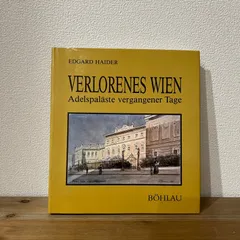 EDGARD HAIDER
VERLORENES WIEN
Adelspaläste vergangener Tage
BÖHLAU